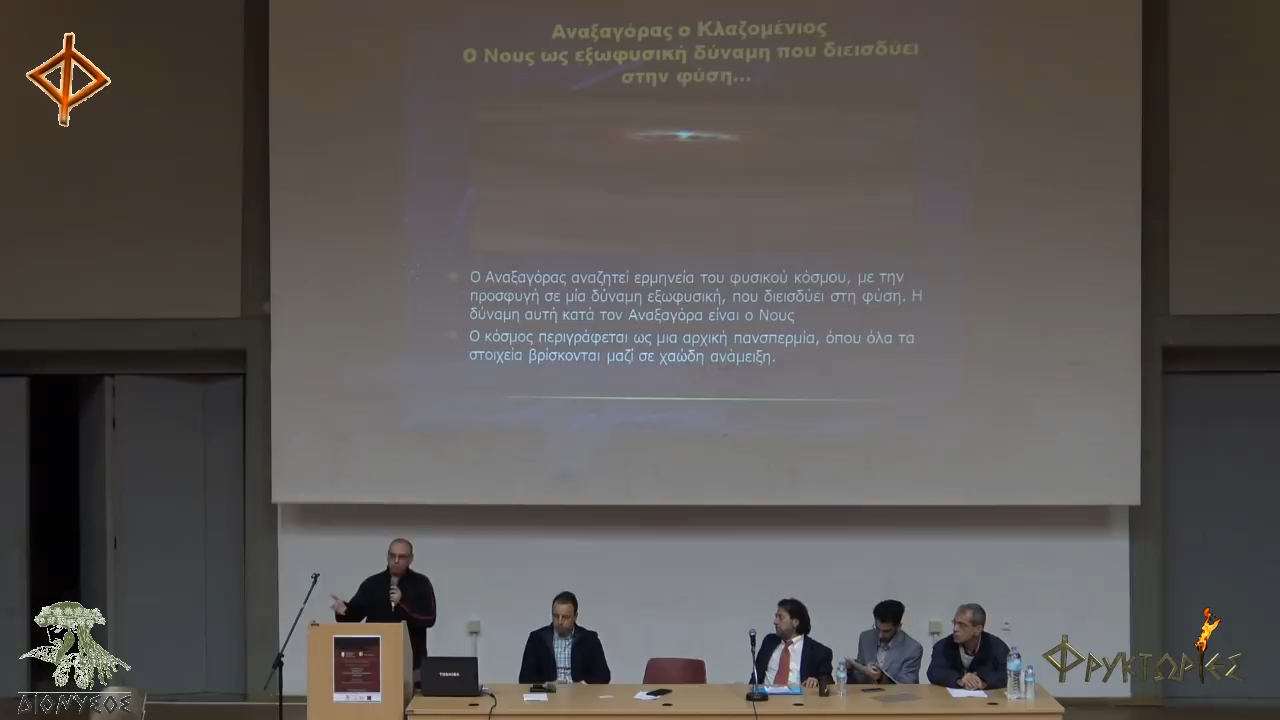 Αναξαγόρας ο Κλαζομένιος
Ο Νους ως εξωφυσική δύναμη που διεισδύει
στην φύση...
Ο Αναξαγόρας αναζητεί ερμηνεία του φυσικού κόσμου, με την
προσφυγή σε μία δύναμη εξωφυσική, που διεισδύει στη φύση. Η
δύναμη αυτή κατά τον Αναξαγόρα είναι ο Νους
Ο κόσμος περιγράφεται ως μια αρχική πανσπερμία, όπου όλα τα
στοιχεία βρίσκονται μαζί σε χαώδη ανάμειξη.
TOSHIBA
ΔΙΟΝΥΣΟΣ
ΦΡΥΚΤΩΡΙΕΣ